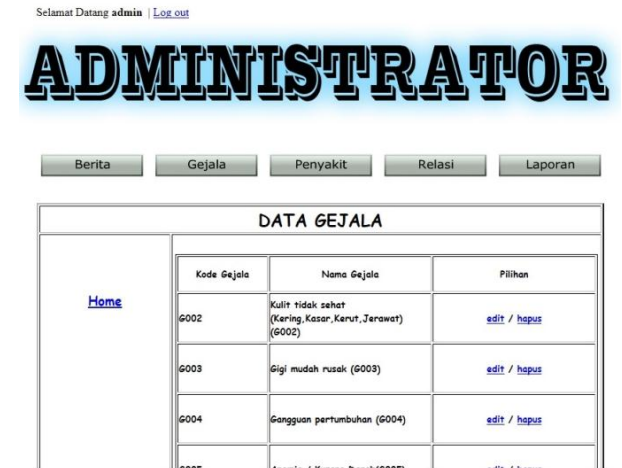 Selamat Datang admin | Log out
ADMINISTRATOR
Berita Gejala Penyakit Relasi Laporan
DATA GEJALA
Home
Kode Gejala Nama Gejala Pilihan
G002 Kulit tidak sehat
(Kering,Kasar,Kerut,Jerawat)
(G002) edit / hapus
G003 Gigi mudah rusak (G003) edit / hapus
G004 Gangguan pertumbuhan (G004) edit / hapus